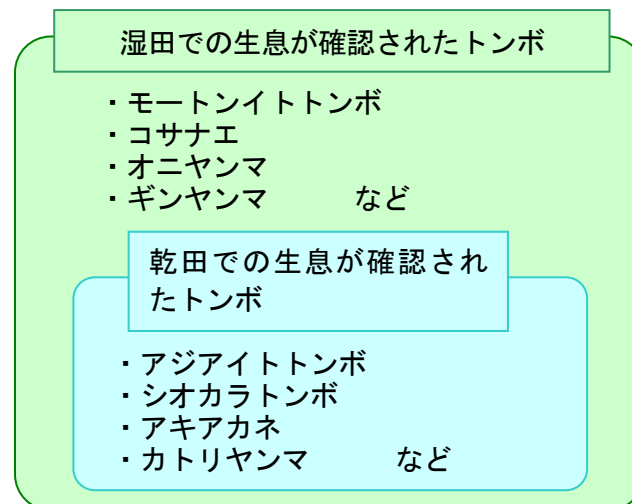 湿田での生息が確認されたトンボ
・モートンイトトンボ
・コサナエ
・オニヤンマ
・ギンヤンマ　　　など
乾田での生息が確認され
たトンボ
・アジアイトトンボ
・シオカラトンボ
・アキアカネ
・カトリヤンマ　　　など